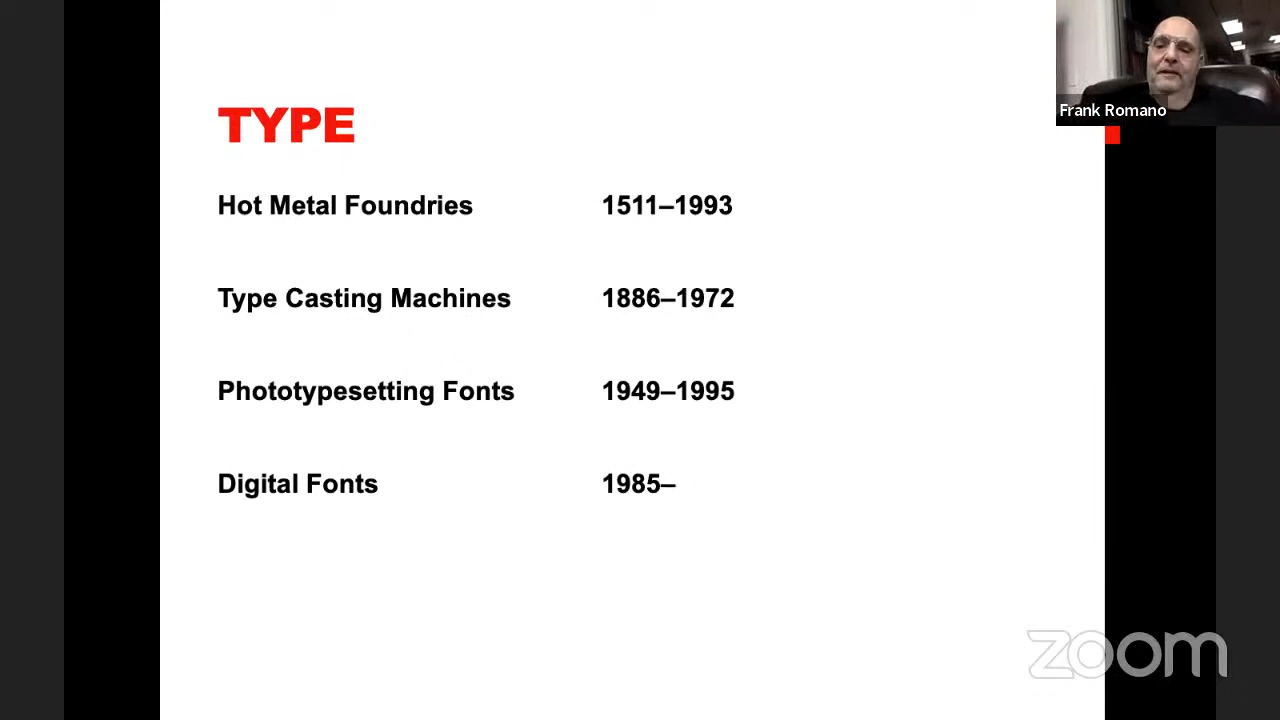 TYPE
Hot Metal Foundries 1511–1993
Type Casting Machines 1886–1972
Phototypesetting Fonts 1949–1995
Digital Fonts 1985–
Frank Romano
zoom